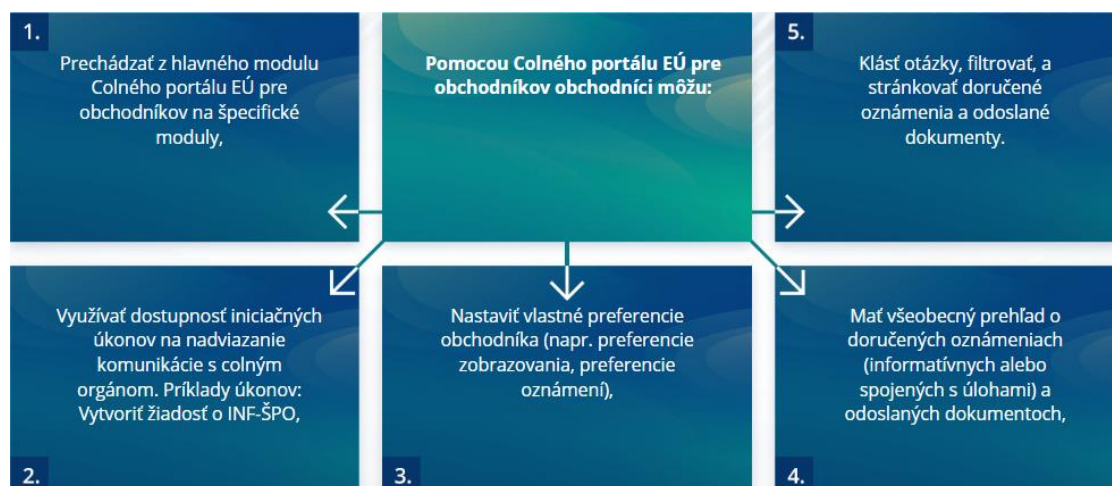 Pomocou Colného portálu EÚ pre
obchodníkov obchodníci môžu:
1.
Prechádzať z hlavného modulu
Colného portálu EÚ pre
obchodníkov na špecifické
moduly,
2.
Využívať dostupnosť iniciačných
úkonov na nadviazanie
komunikácie s colným
orgánom. Príklady úkonov:
Vytvoriť žiadosť o INF-ŠPO,
3.
Nastaviť vlastné preferencie
obchodníka (napr. preferencie
zobrazovania, preferencie
oznámení),
4.
Mať všeobecný prehľad o
doručených oznámeniach
(informatívnych alebo
spojených s úlohami) a
odoslaných dokumentoch,
5.
Klásť otázky, filtrovať, a
stránkovať doručené
oznámenia a odoslané
dokumenty.